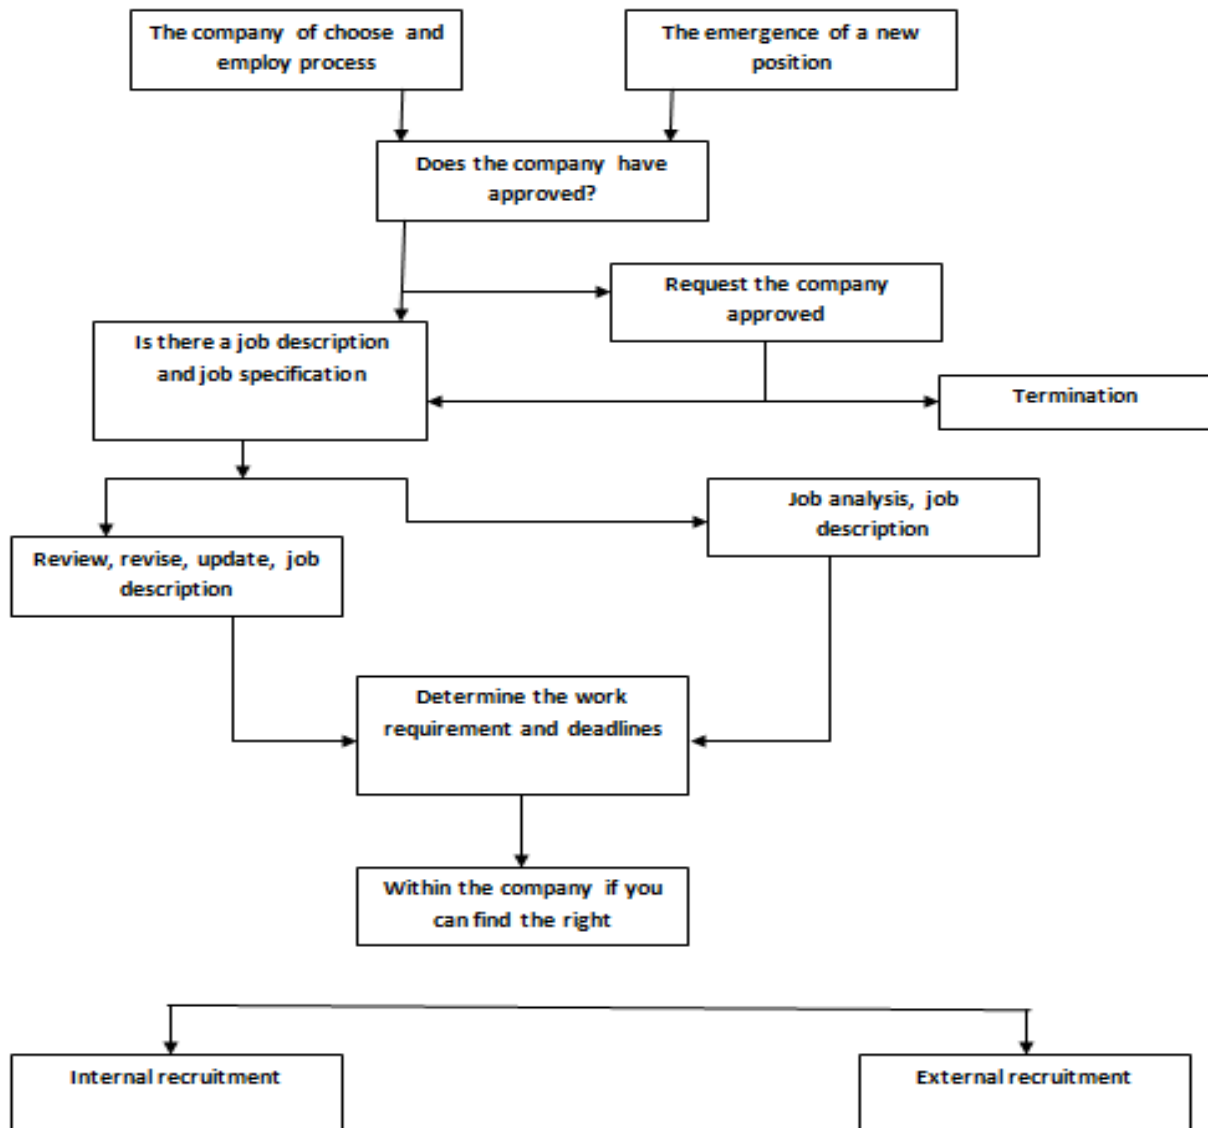 The company of choose and
employ process
The emergence of a new
position
Does the company have
approved?
Request the company
approved
Is there a job description
and job specification
Termination
Job analysis, job
description
Review, revise, update, job
description
Determine the work
requirement and deadlines
Within the company if you
can find the right
Internal recruitment
External recruitment